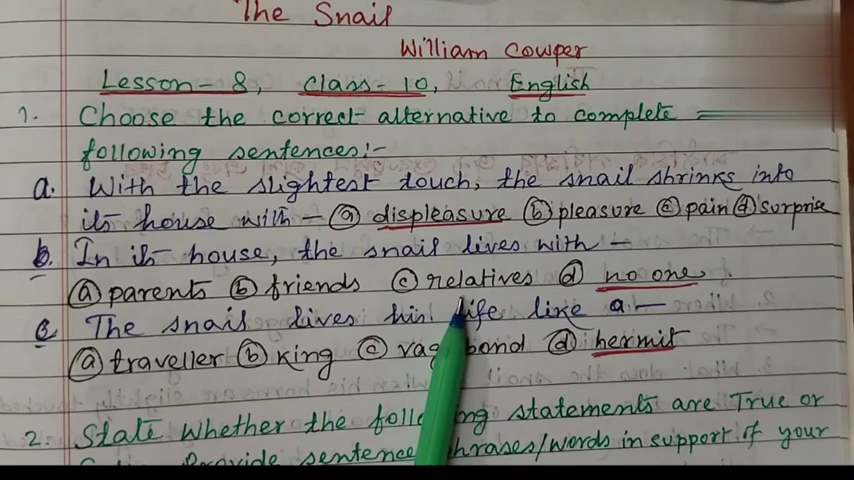 The Snail
William Cowper
Lesson-8, Class-10, English
1. Choose the correct alternative to complete
following sentences:-
a. With the slightest touch, the snail shrinks into
its house with - ⓐ displeasure ⓑ pleasure ⓒ pain ⓓ surprise
b. In its house, the snail lives with -
ⓐ parents ⓑ friends ⓒ relatives ⓓ no one
c. The snail lives his life like a -
ⓐ traveller ⓑ king ⓒ vagabond ⓓ hermit
2. State whether the following statements are True or
Provide sentences/phrases/words in support of your